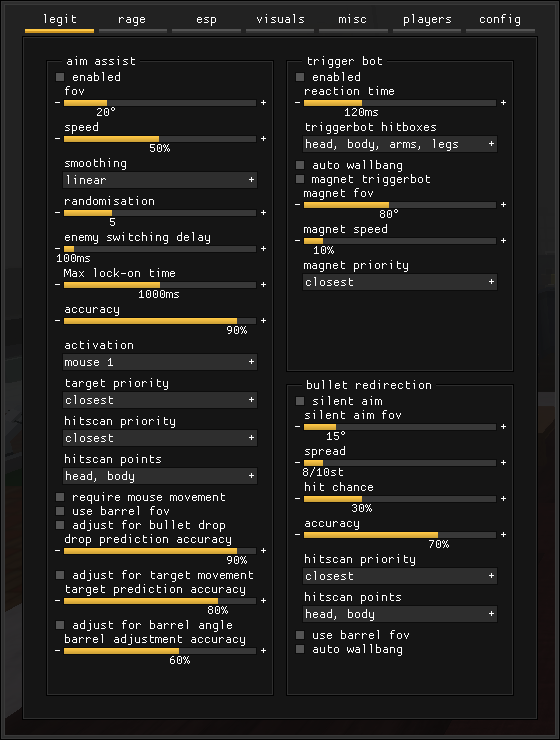 legit rage esp visuals misc players config
aim assist
enabled
fov
- +
20°
speed
- +
50%
smoothing
linear +
randomisation
- +
5
enemy switching delay
- +
100ms
Max lock-on time
- +
1000ms
accuracy
- +
90%
activation
mouse 1 +
target priority
closest +
hitscan priority
closest +
hitscan points
head, body +
require mouse movement
use barrel fov
adjust for bullet drop
drop prediction accuracy
- +
90%
adjust for target movement
target prediction accuracy
- +
80%
adjust for barrel angle
barrel adjustment accuracy
- +
60%
trigger bot
enabled
reaction time
- +
120ms
triggerbot hitboxes
head, body, arms, legs +
auto wallbang
magnet triggerbot
magnet fov
- +
80°
magnet speed
- +
10%
magnet priority
closest +
bullet redirection
silent aim
silent aim fov
- +
15°
spread
- +
8/10st
hit chance
- +
30%
accuracy
- +
70%
hitscan priority
closest +
hitscan points
head, body +
use barrel fov
auto wallbang